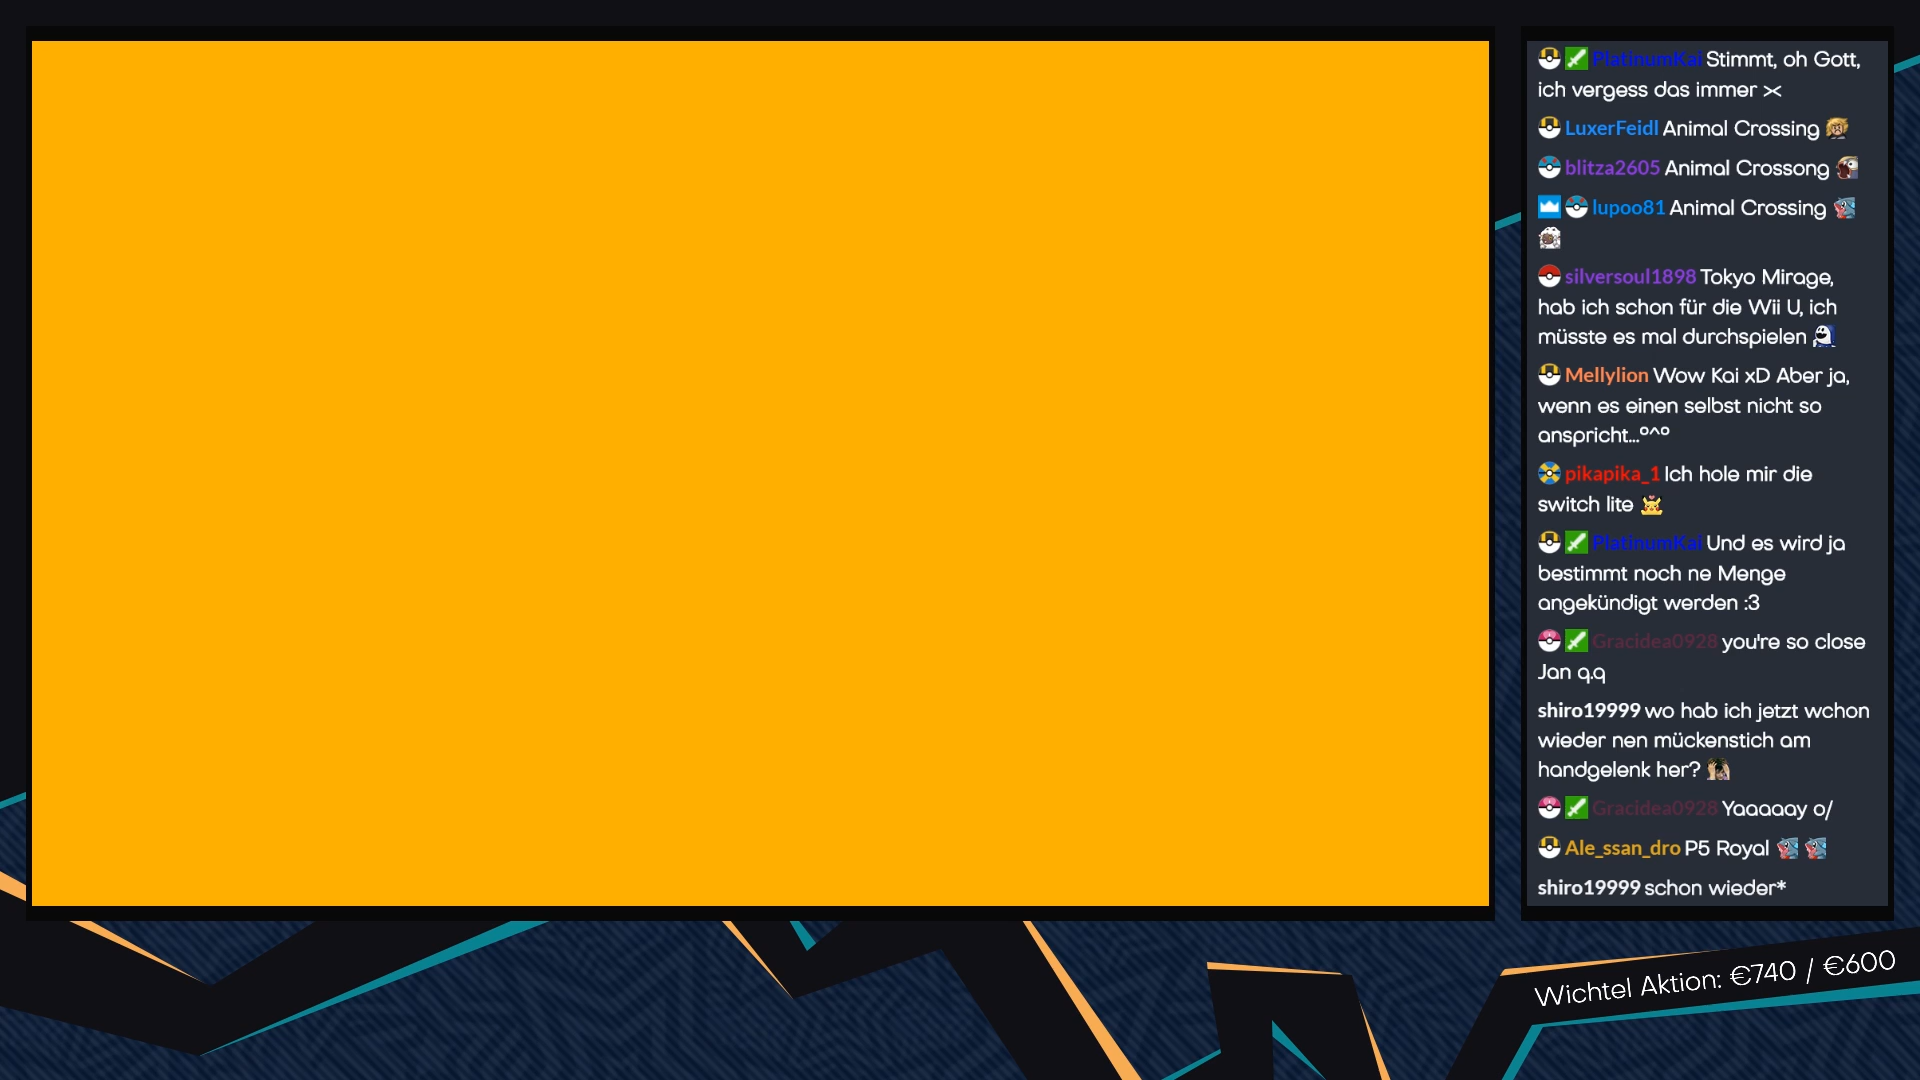 PlatinumKai Stimmt, oh Gott,
ich vergess das immer ><
LuxerFeidl Animal Crossing
blitza2605 Animal Crossong
lupoo81 Animal Crossing
silversoul1898 Tokyo Mirage,
hab ich schon für die Wii U, ich
müsste es mal durchspielen
Mellylion Wow Kai xD Aber ja,
wenn es einen selbst nicht so
anspricht...°^°
pikapika_1 Ich hole mir die
switch lite
PlatinumKai Und es wird ja
bestimmt noch ne Menge
angekündigt werden :3
Gracidea0928 you're so close
Jan q.q
shiro19999 wo hab ich jetzt wchon
wieder nen mückenstich am
handgelenk her?
Gracidea0928 Yaaaaay o/
Ale_ssan_dro P5 Royal
shiro19999 schon wieder*
Wichtel Aktion: €740 / €600